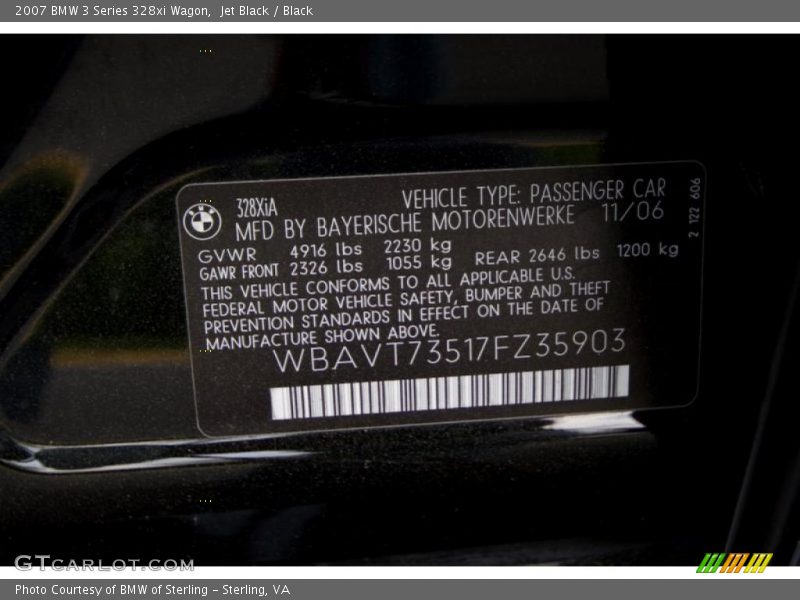 2007 BMW 3 Series 328xi Wagon,  Jet Black / Black
BMW
328XiA
VEHICLE TYPE: PASSENGER CAR
MFD BY BAYERISCHE MOTORENWERKE 11/06
GVWR 4916 lbs 2230 kg
GAWR FRONT 2326 lbs 1055 kg REAR 2646 lbs 1200 kg
THIS VEHICLE CONFORMS TO ALL APPLICABLE U.S.
FEDERAL MOTOR VEHICLE SAFETY, BUMPER AND THEFT
PREVENTION STANDARDS IN EFFECT ON THE DATE OF
MANUFACTURE SHOWN ABOVE.
WBAVT73517FZ35903
2 122 606
GTCARLOT.COM
Photo Courtesy of BMW of Sterling - Sterling, VA